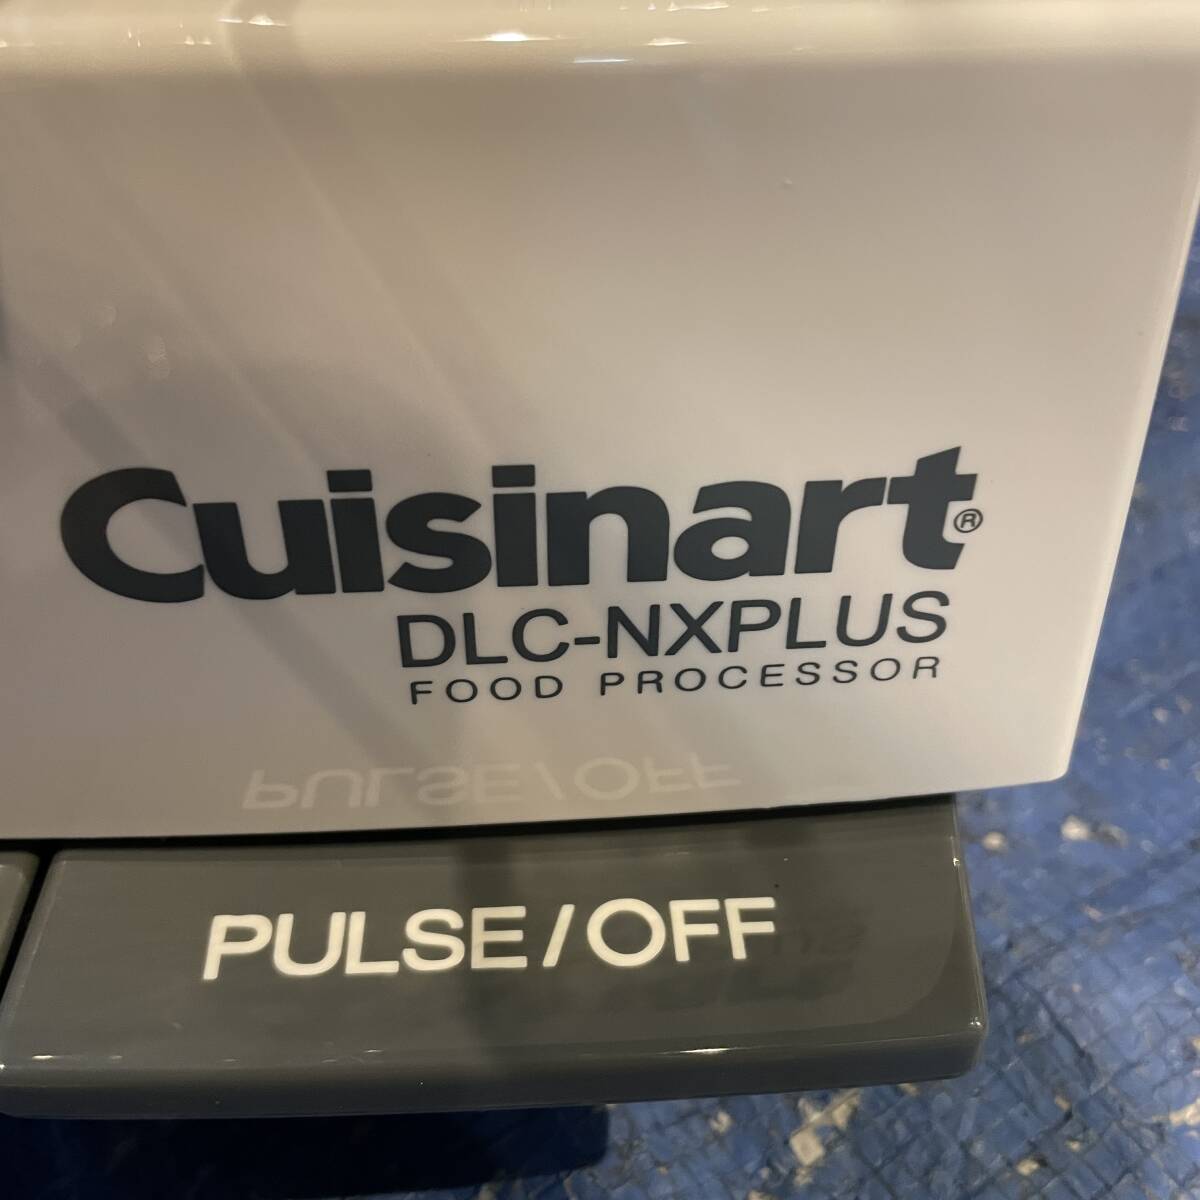 Cuisinart®
DLC-NXPLUS
FOOD PROCESSOR
PULSE/OFF